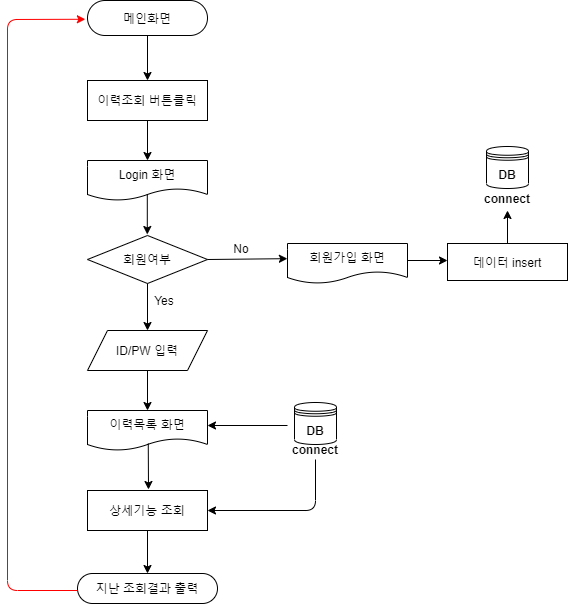 메인화면
이력조회 버튼클릭
Login 화면
회원여부
No
회원가입 화면
데이터 insert
DB
connect
Yes
ID/PW 입력
이력목록 화면
DB
connect
상세기능 조회
지난 조회결과 출력